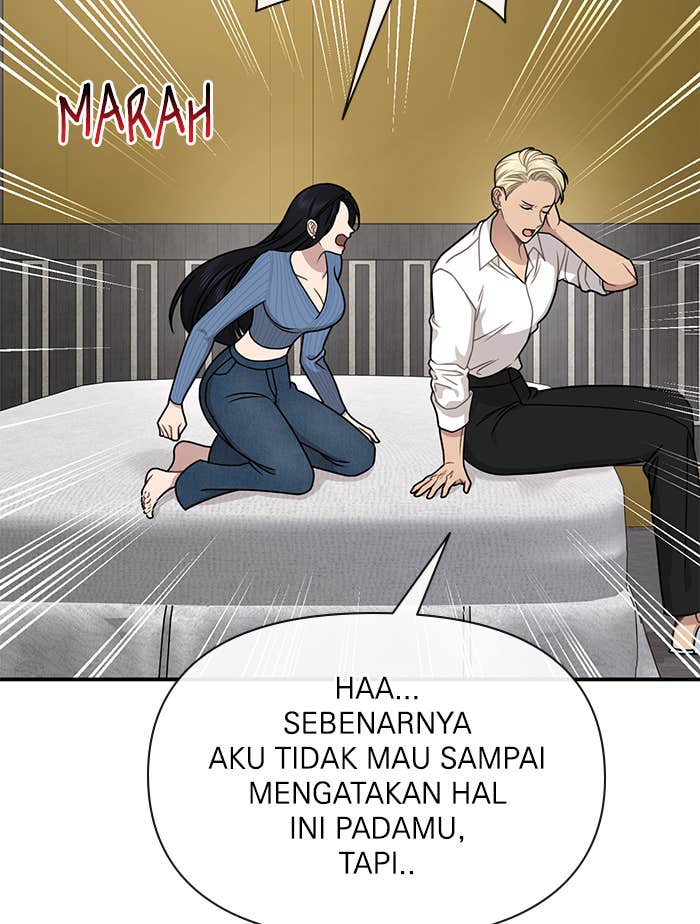 MARAH
HAA...
SEBENARNYA
AKU TIDAK MAU SAMPAI
MENGATAKAN HAL
INI PADAMU,
TAPI..